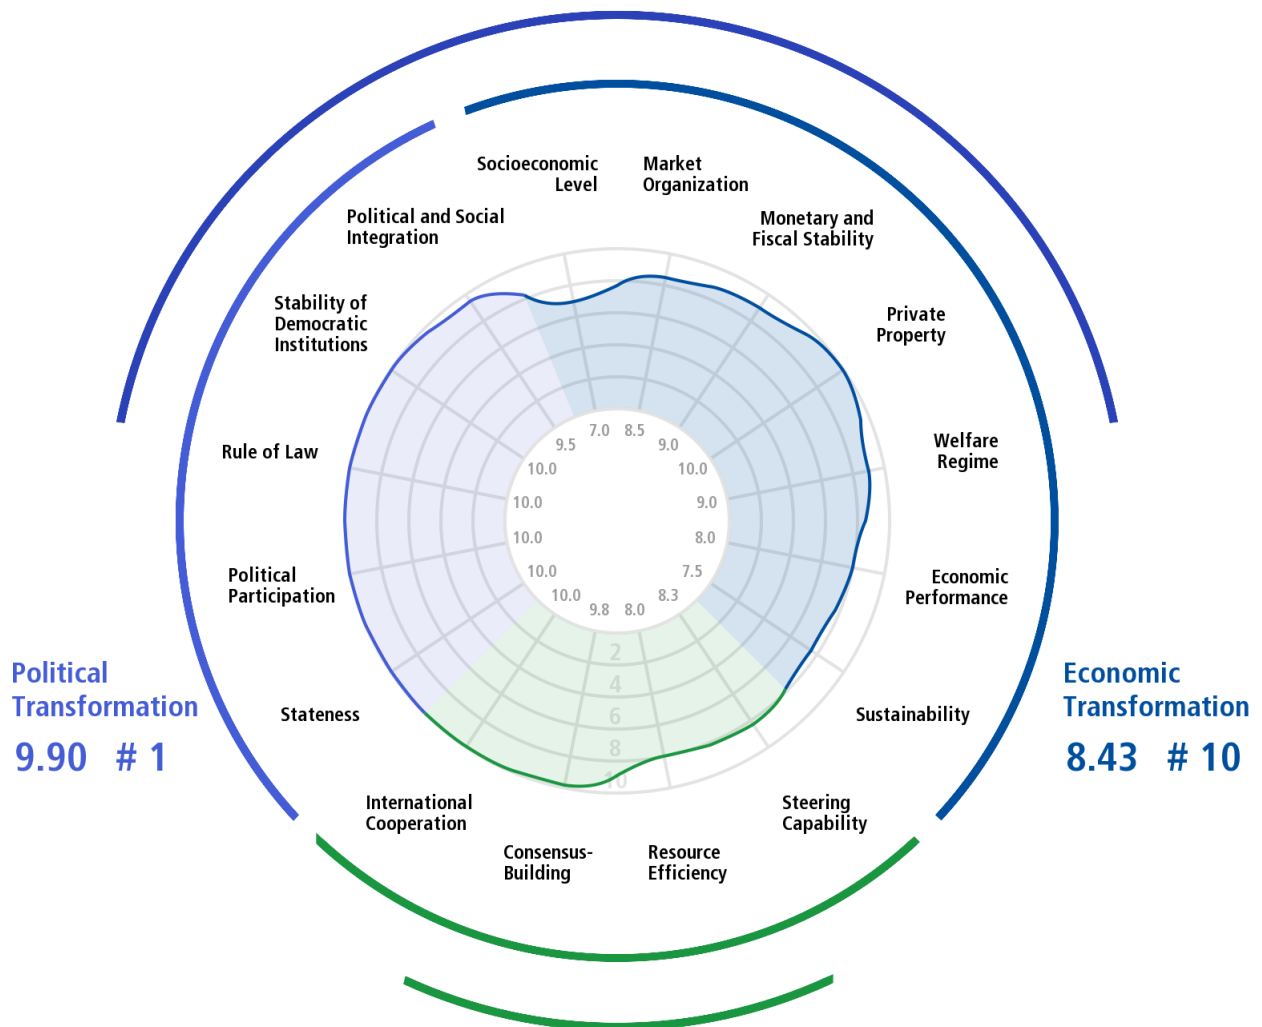 Socioeconomic
Level
Market
Organization
Political and Social
Integration
Monetary and
Fiscal Stability
Stability of
Democratic
Institutions
Private
Property
Rule of Law
Welfare
Regime
Political
Participation
Economic
Performance
Stateness
Sustainability
International
Cooperation
Steering
Capability
Consensus-
Building
Resource
Efficiency
7.0 8.5
9.5 9.0
10.0 10.0
10.0 9.0
10.0 8.0
10.0 7.5
10.0 8.3
9.8 8.0
2
4
6
8
10
Political
Transformation
9.90 # 1
Economic
Transformation
8.43 # 10